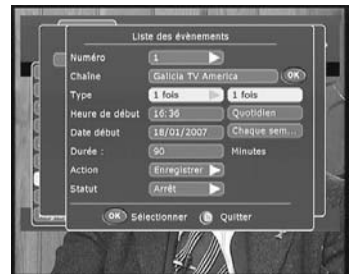 Liste des évènements
Numéro 1
Chaîne Galicia TV America OK
Type 1 fois 1 fois
Heure de début 16:36 Quotidien
Date début 18/01/2007 Chaque sem...
Durée : 90 Minutes
Action Enregistrer
Statut Arrêt
OK Sélectionner Quitter